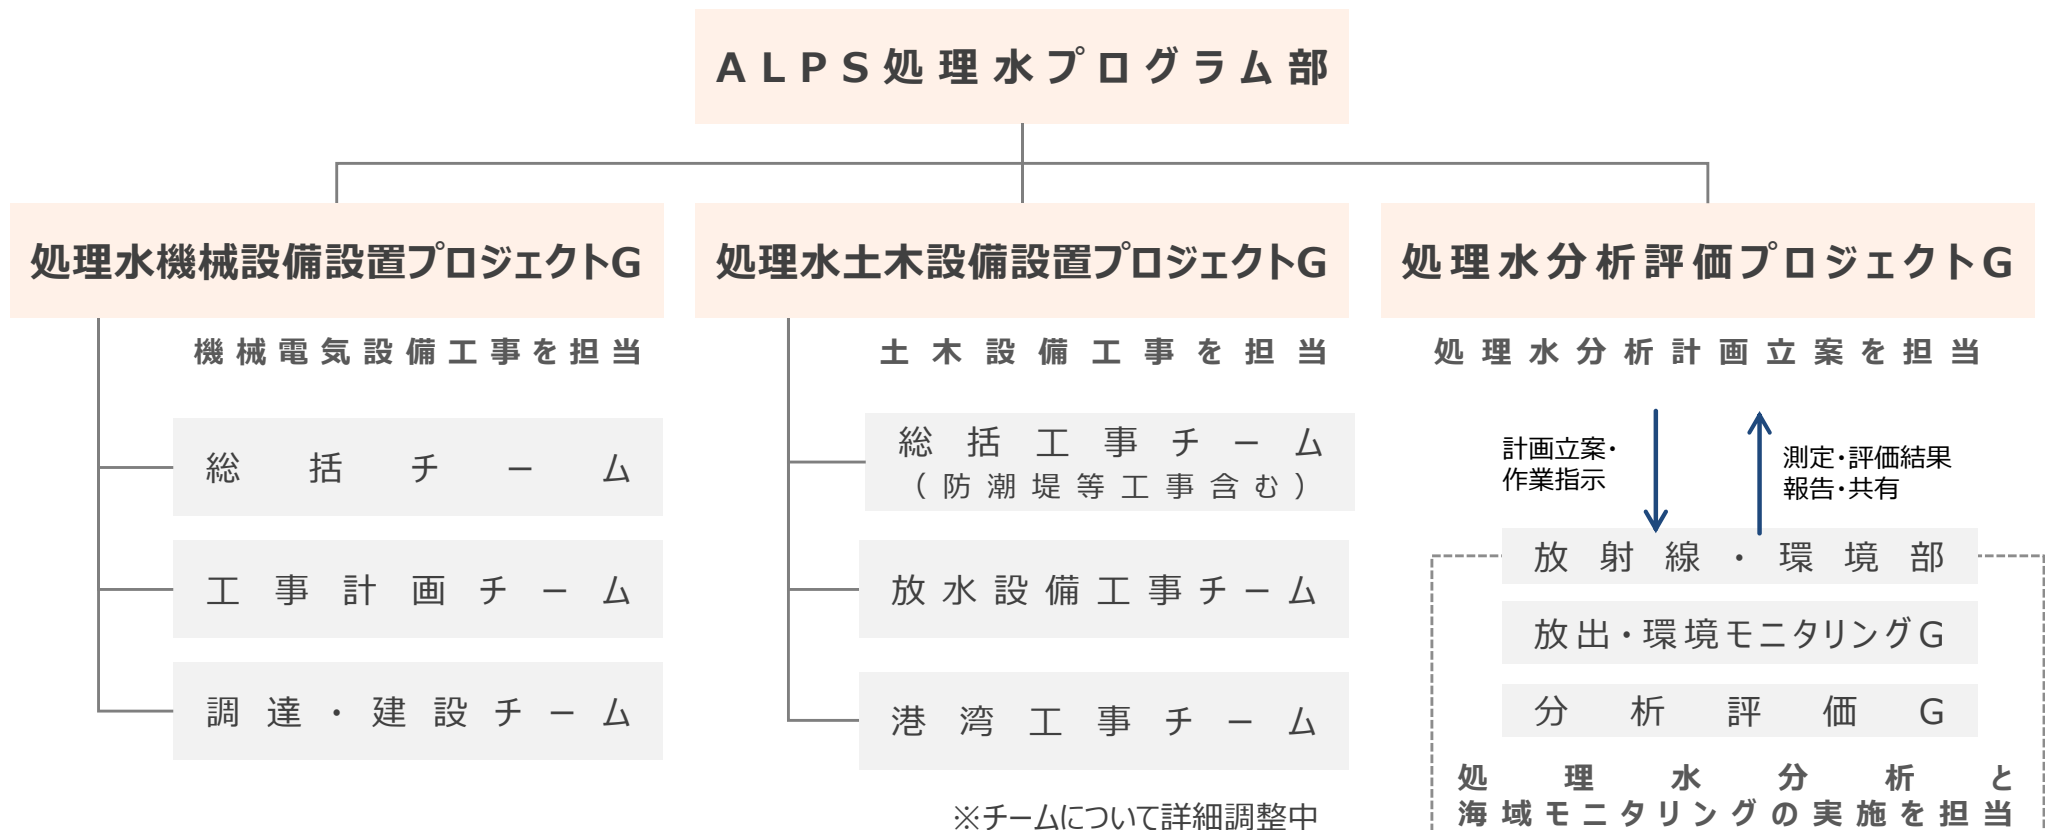 ALPS処理水プログラム部
処理水機械設備設置プロジェクトG
機械電気設備工事を担当
総括チーム
工事計画チーム
調達・建設チーム
処理水土木設備設置プロジェクトG
土木設備工事を担当
総括工事チーム
（防潮堤等工事含む）
放水設備工事チーム
港湾工事チーム
※チームについて詳細調整中
処理水分析評価プロジェクトG
処理水分析計画立案を担当
計画立案・
作業指示
測定・評価結果
報告・共有
放射線・環境部
放出・環境モニタリングG
分析評価G
処理水分析と
海域モニタリングの実施を担当